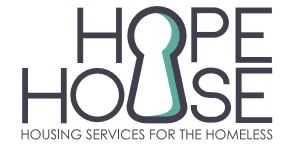 HOPE
HOUSE
HOUSING SERVICES FOR THE HOMELESS